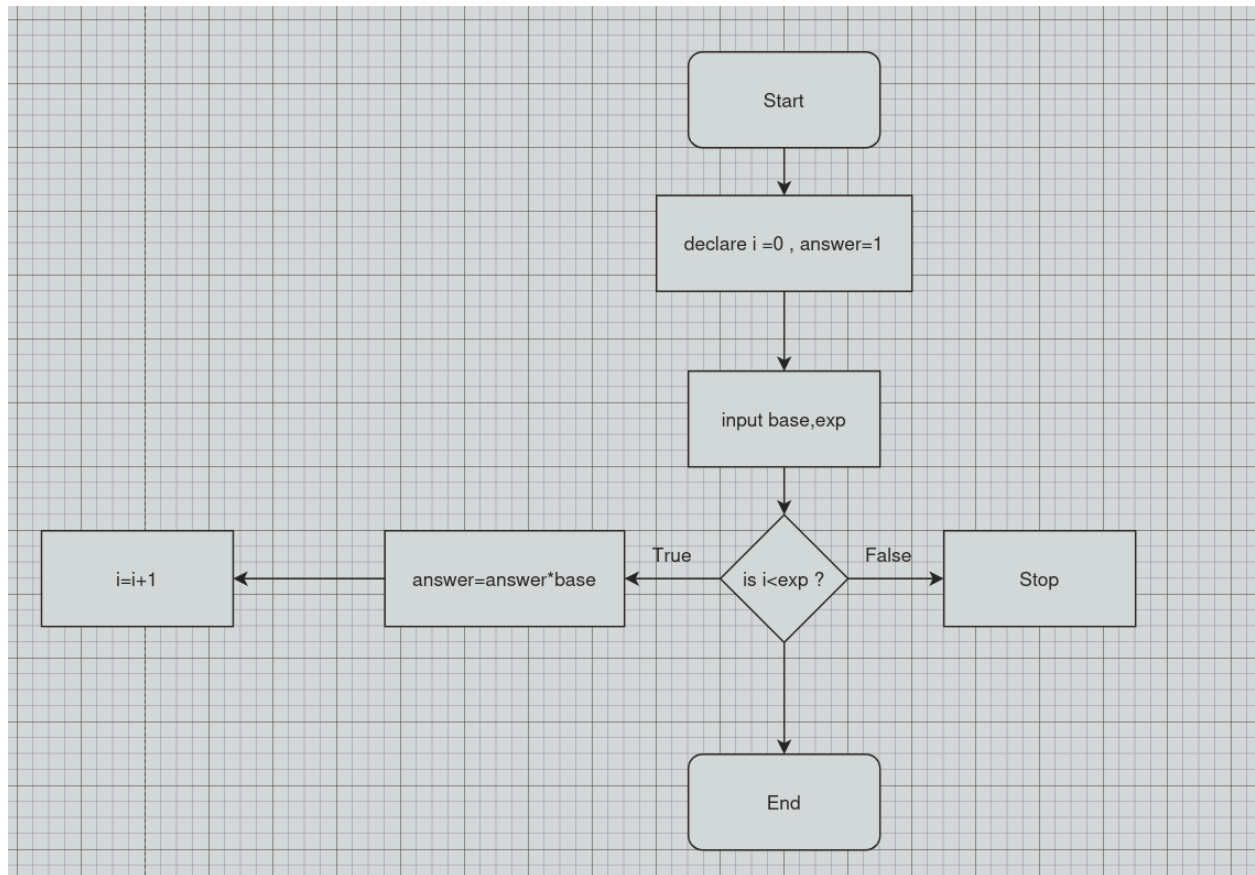 Start
declare i =0 , answer=1
input base,exp
is i<exp ?
True
answer=answer*base
i=i+1
False
Stop
End